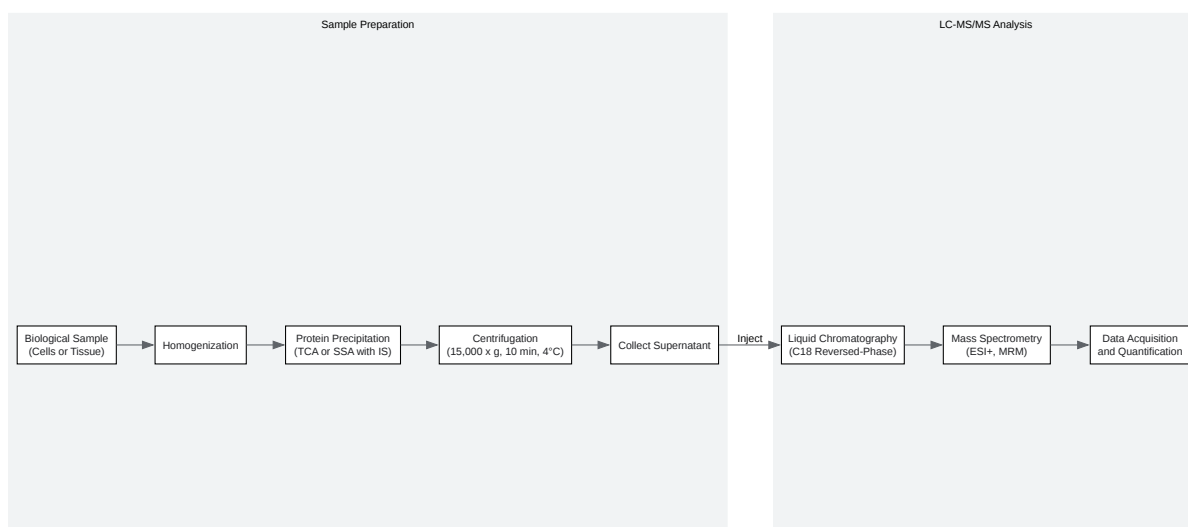 Sample Preparation
LC-MS/MS Analysis
Biological Sample
(Cells or Tissue)
Homogenization
Protein Precipitation
(TCA or SSA with IS)
Centrifugation
(15,000 x g, 10 min, 4°C)
Collect Supernatant
Inject
Liquid Chromatography
(C18 Reversed-Phase)
Mass Spectrometry
(ESI+, MRM)
Data Acquisition
and Quantification